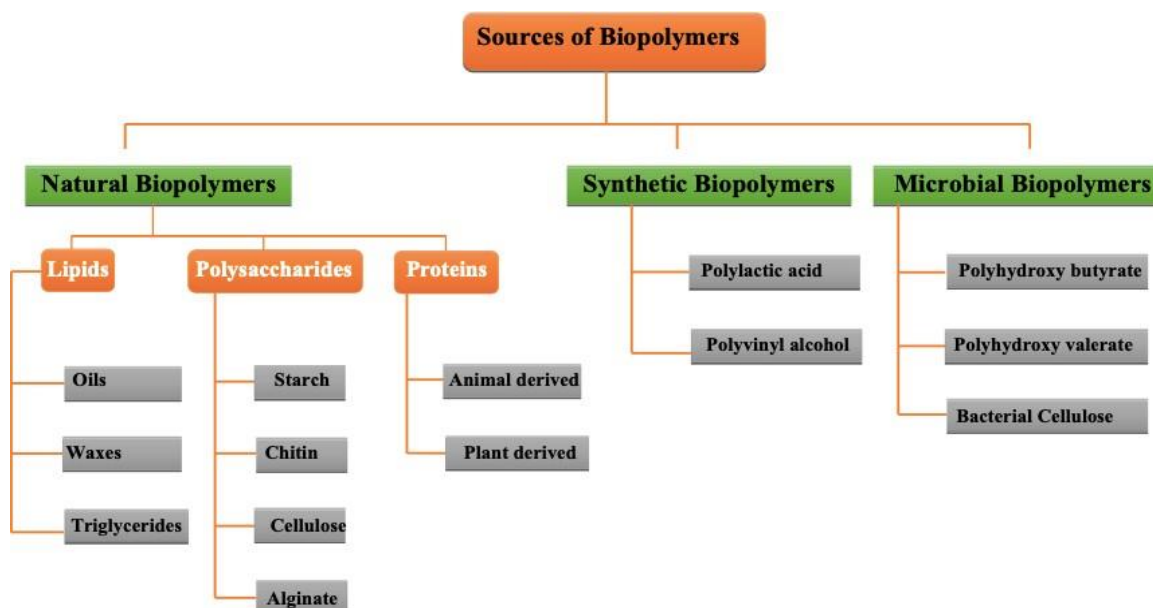 Sources of Biopolymers
Natural Biopolymers
Synthetic Biopolymers
Microbial Biopolymers
Lipids
Polysaccharides
Proteins
Oils
Waxes
Triglycerides
Starch
Chitin
Cellulose
Alginate
Animal derived
Plant derived
Polylactic acid
Polyvinyl alcohol
Polyhydroxy butyrate
Polyhydroxy valerate
Bacterial Cellulose